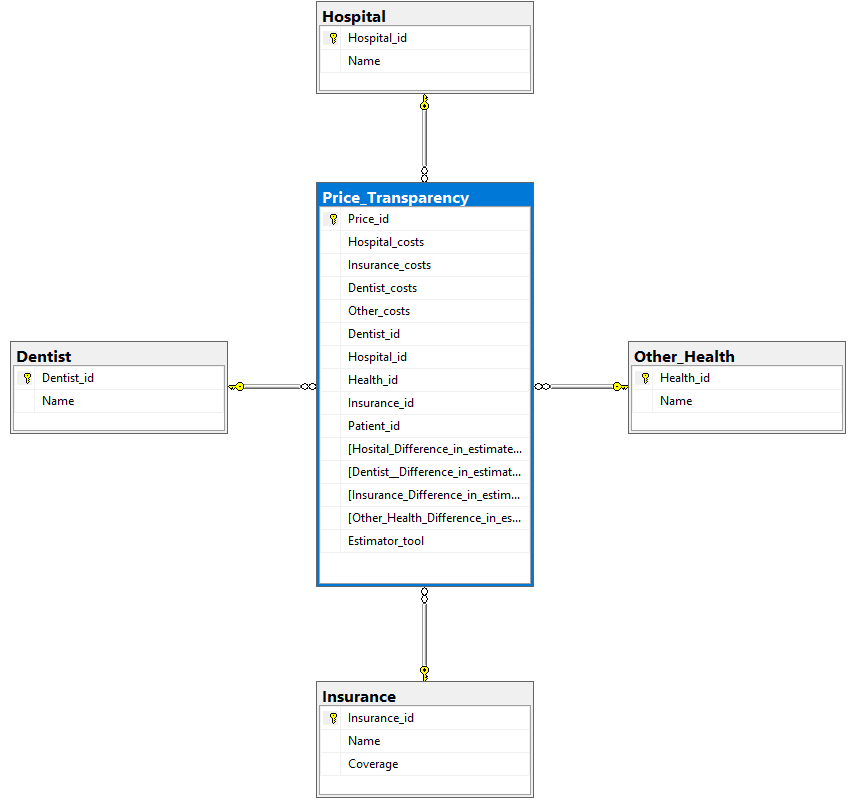 Hospital
Hospital_id
Name
Price_Transparency
Price_id
Hospital_costs
Insurance_costs
Dentist_costs
Other_costs
Dentist_id
Hospital_id
Health_id
Insurance_id
Patient_id
[Hosital_Difference_in_estimate...
[Dentist__Difference_in_estimat...
[Insurance_Difference_in_estim...
[Other_Health_Difference_in_es...
Estimator_tool
Dentist
Dentist_id
Name
Other_Health
Health_id
Name
Insurance
Insurance_id
Name
Coverage